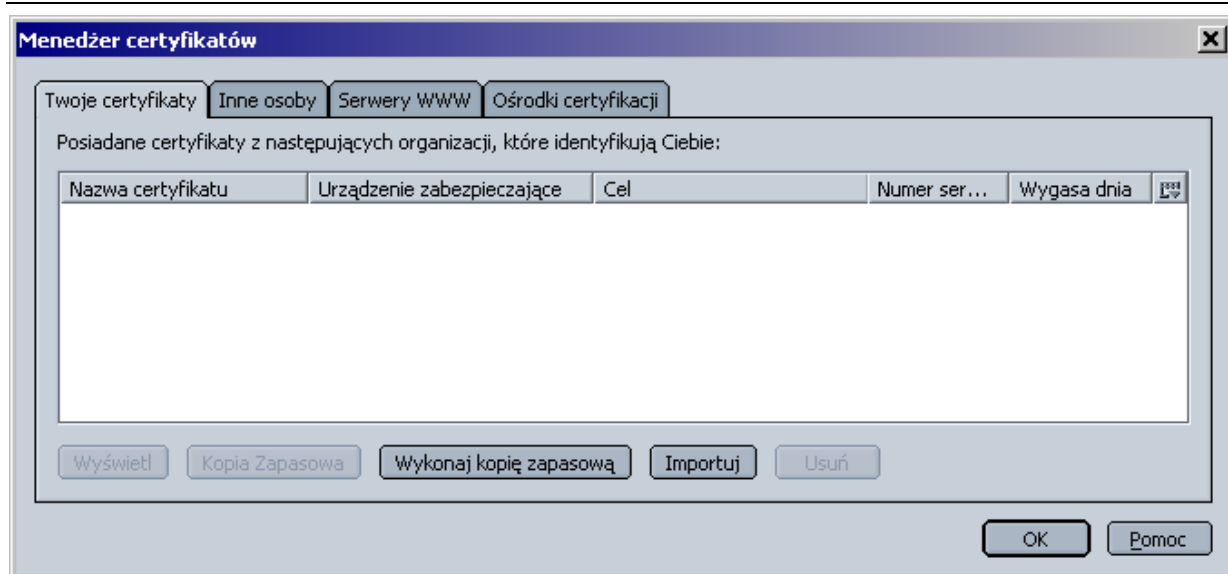 Menedżer certyfikatów
Twoje certyfikaty Inne osoby Serwery WWW Ośrodki certyfikacji
Posiadane certyfikaty z następujących organizacji, które identyfikują Ciebie:
Nazwa certyfikatu Urządzenie zabezpieczające Cel Numer ser... Wygasa dnia
Wyświetl Kopia Zapasowa Wykonaj kopię zapasową Importuj Usuń
OK Pomoc